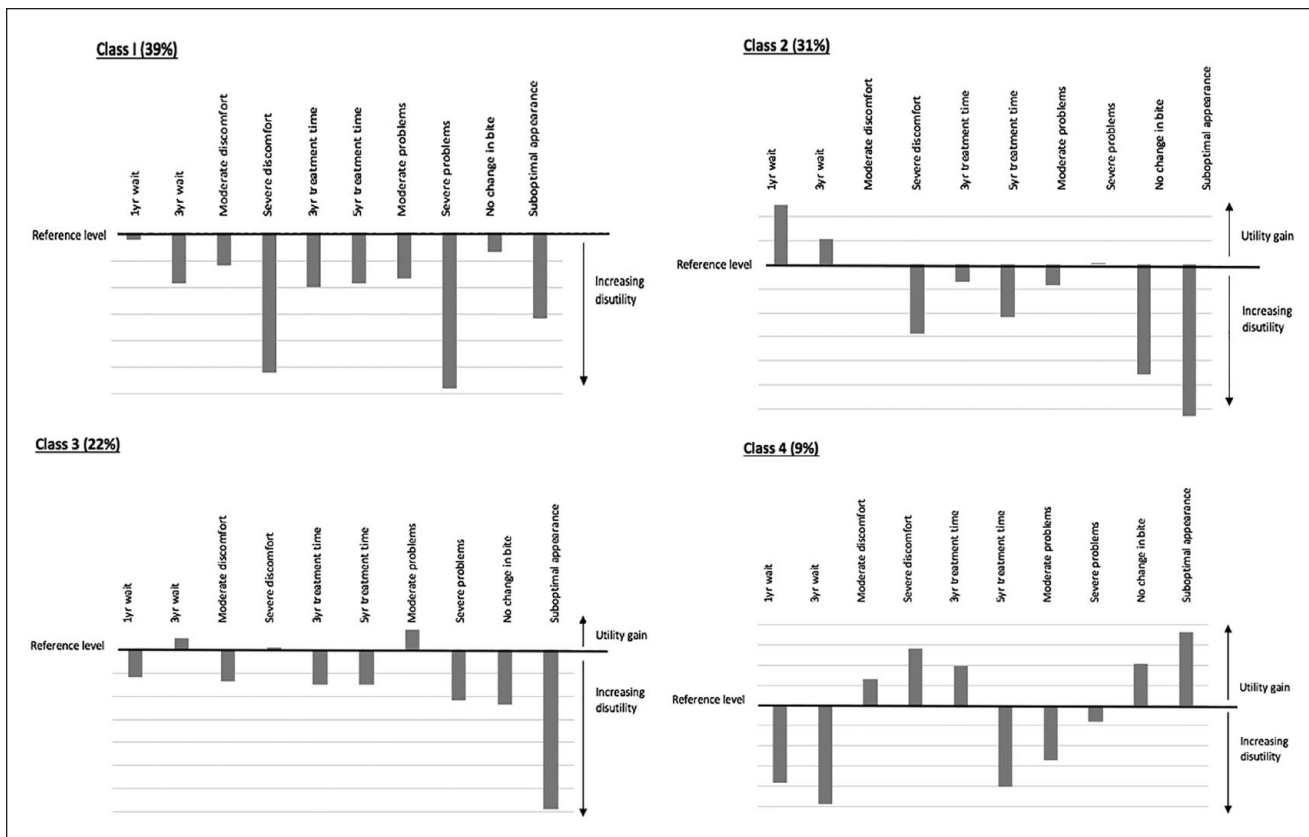 Class I (39%)
1yr wait
3yr wait
Moderate discomfort
Severe discomfort
3yr treatment time
5yr treatment time
Moderate problems
Severe problems
No change in bite
Suboptimal appearance
Reference level
Increasing
disutility
Class 2 (31%)
1yr wait
3yr wait
Moderate discomfort
Severe discomfort
3yr treatment time
5yr treatment time
Moderate problems
Severe problems
No change in bite
Suboptimal appearance
Utility gain
Reference level
Increasing
disutility
Class 3 (22%)
1yr wait
3yr wait
Moderate discomfort
Severe discomfort
3yr treatment time
5yr treatment time
Moderate problems
Severe problems
No change in bite
Suboptimal appearance
Utility gain
Reference level
Increasing
disutility
Class 4 (9%)
1yr wait
3yr wait
Moderate discomfort
Severe discomfort
3yr treatment time
5yr treatment time
Moderate problems
Severe problems
No change in bite
Suboptimal appearance
Utility gain
Reference level
Increasing
disutility